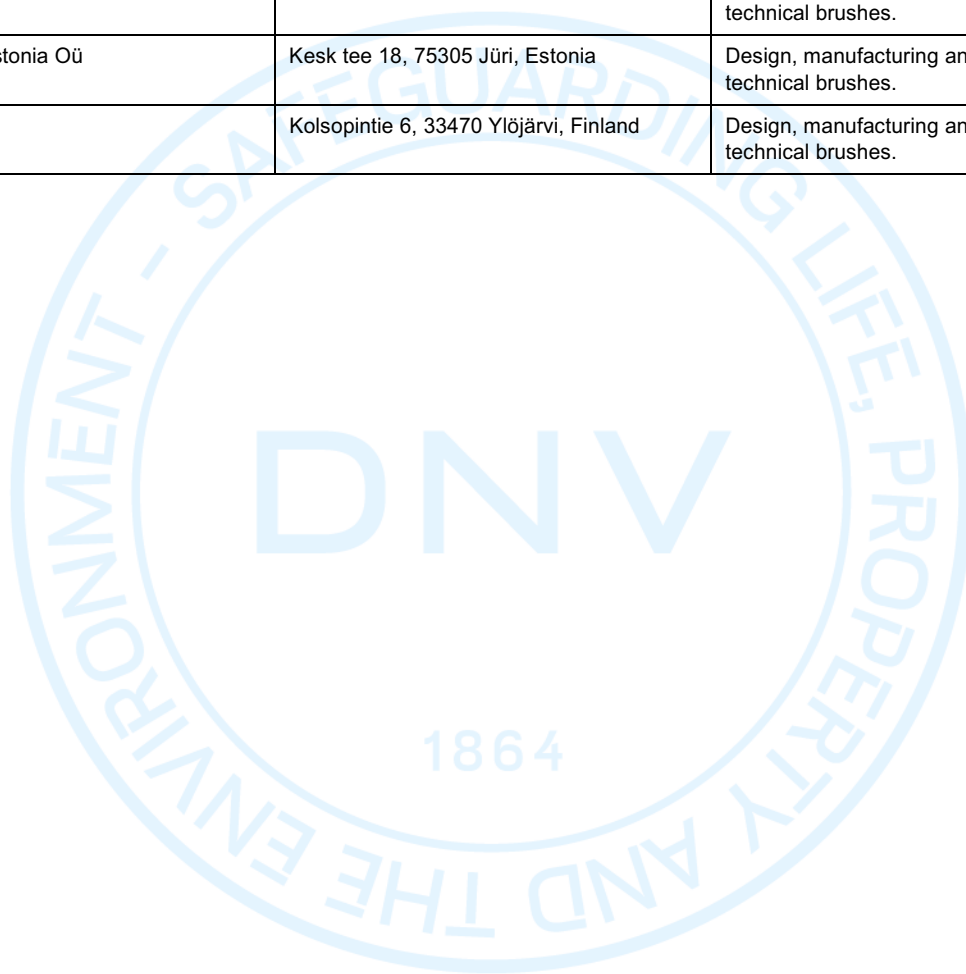 technical brushes.
stonia Oü
Kesk tee 18, 75305 Jüri, Estonia
Design, manufacturing an
technical brushes.
Kolsopintie 6, 33470 Ylöjärvi, Finland
Design, manufacturing an
technical brushes.
SAFEGUARDING LIFE, PROPERTY AND THE ENVIRONMENT -
DNV
1864